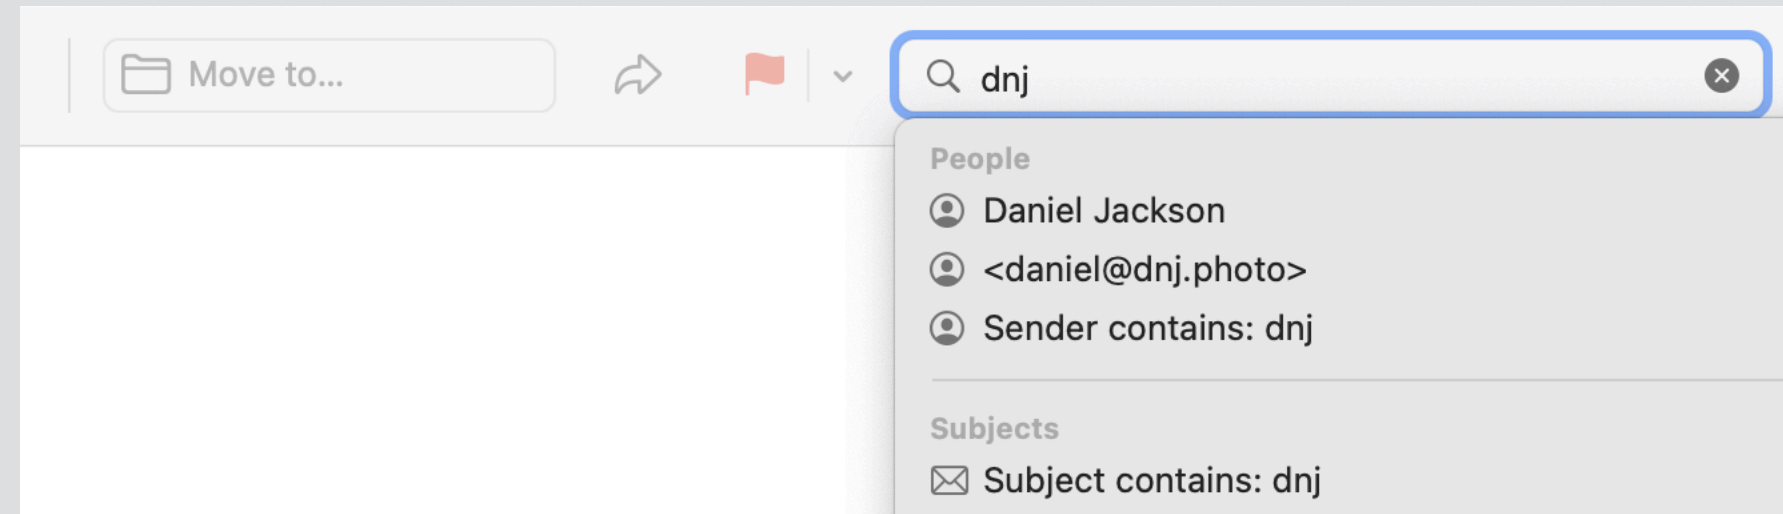 Move to...
dnj
People
Daniel Jackson
<daniel@dnj.photo>
Sender contains: dnj
Subjects
Subject contains: dnj